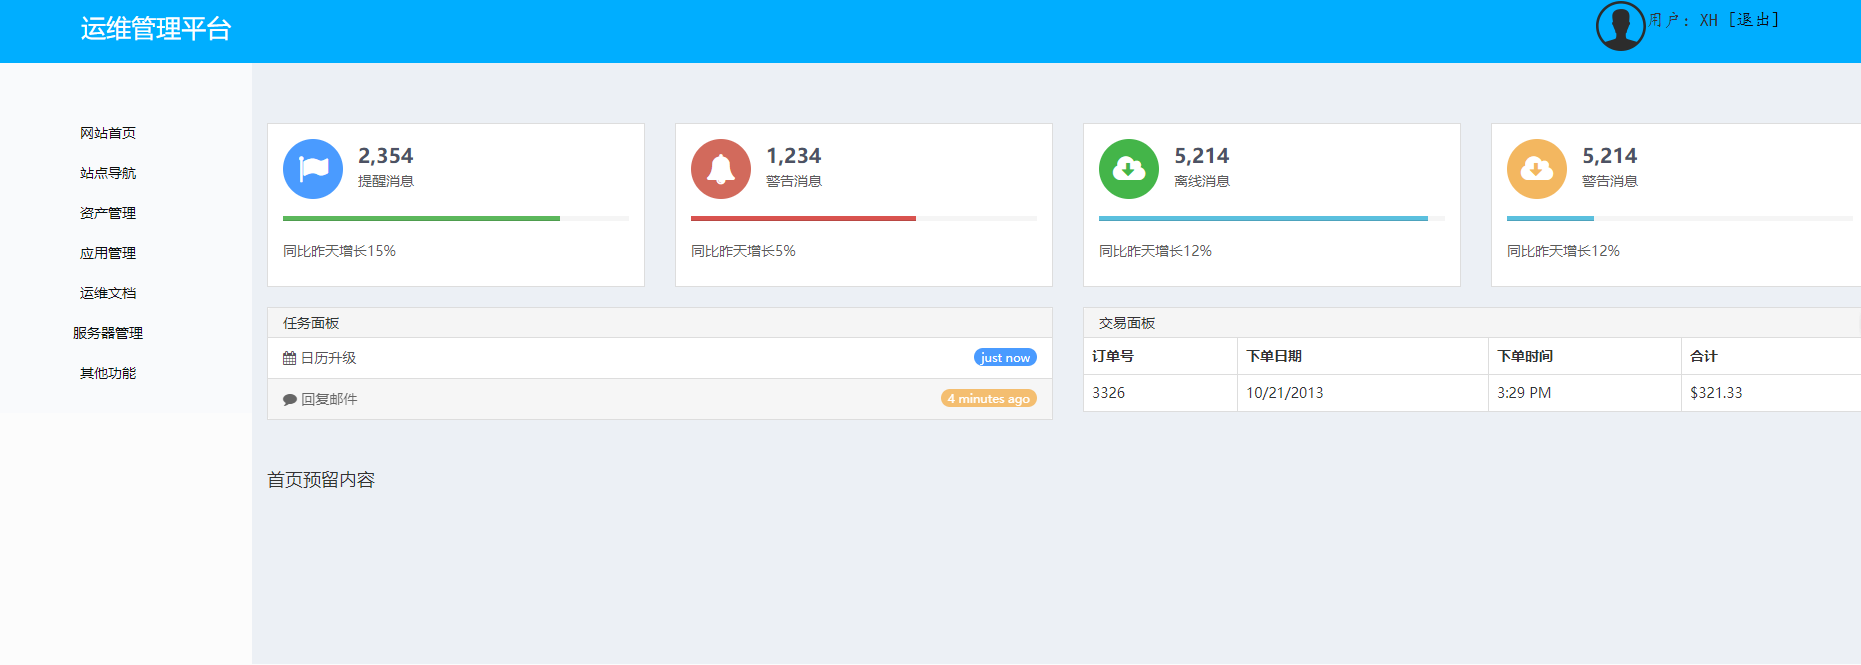 运维管理平台
用户: XH [退出]
网站首页
站点导航
资产管理
应用管理
运维文档
服务器管理
其他功能
2,354
提醒消息
同比昨天增长15%
1,234
警告消息
同比昨天增长5%
5,214
离线消息
同比昨天增长12%
5,214
警告消息
同比昨天增长12%
任务面板
日历升级 just now
回复邮件 4 minutes ago
交易面板
订单号 下单日期 下单时间 合计
3326 10/21/2013 3:29 PM $321.33
首页预留内容